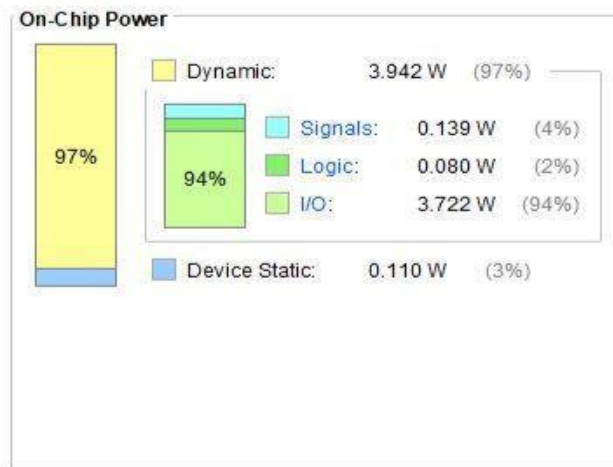 On-Chip Power
Dynamic: 3.942 W (97%)
97%
94%
Signals: 0.139 W (4%)
Logic: 0.080 W (2%)
I/O: 3.722 W (94%)
Device Static: 0.110 W (3%)